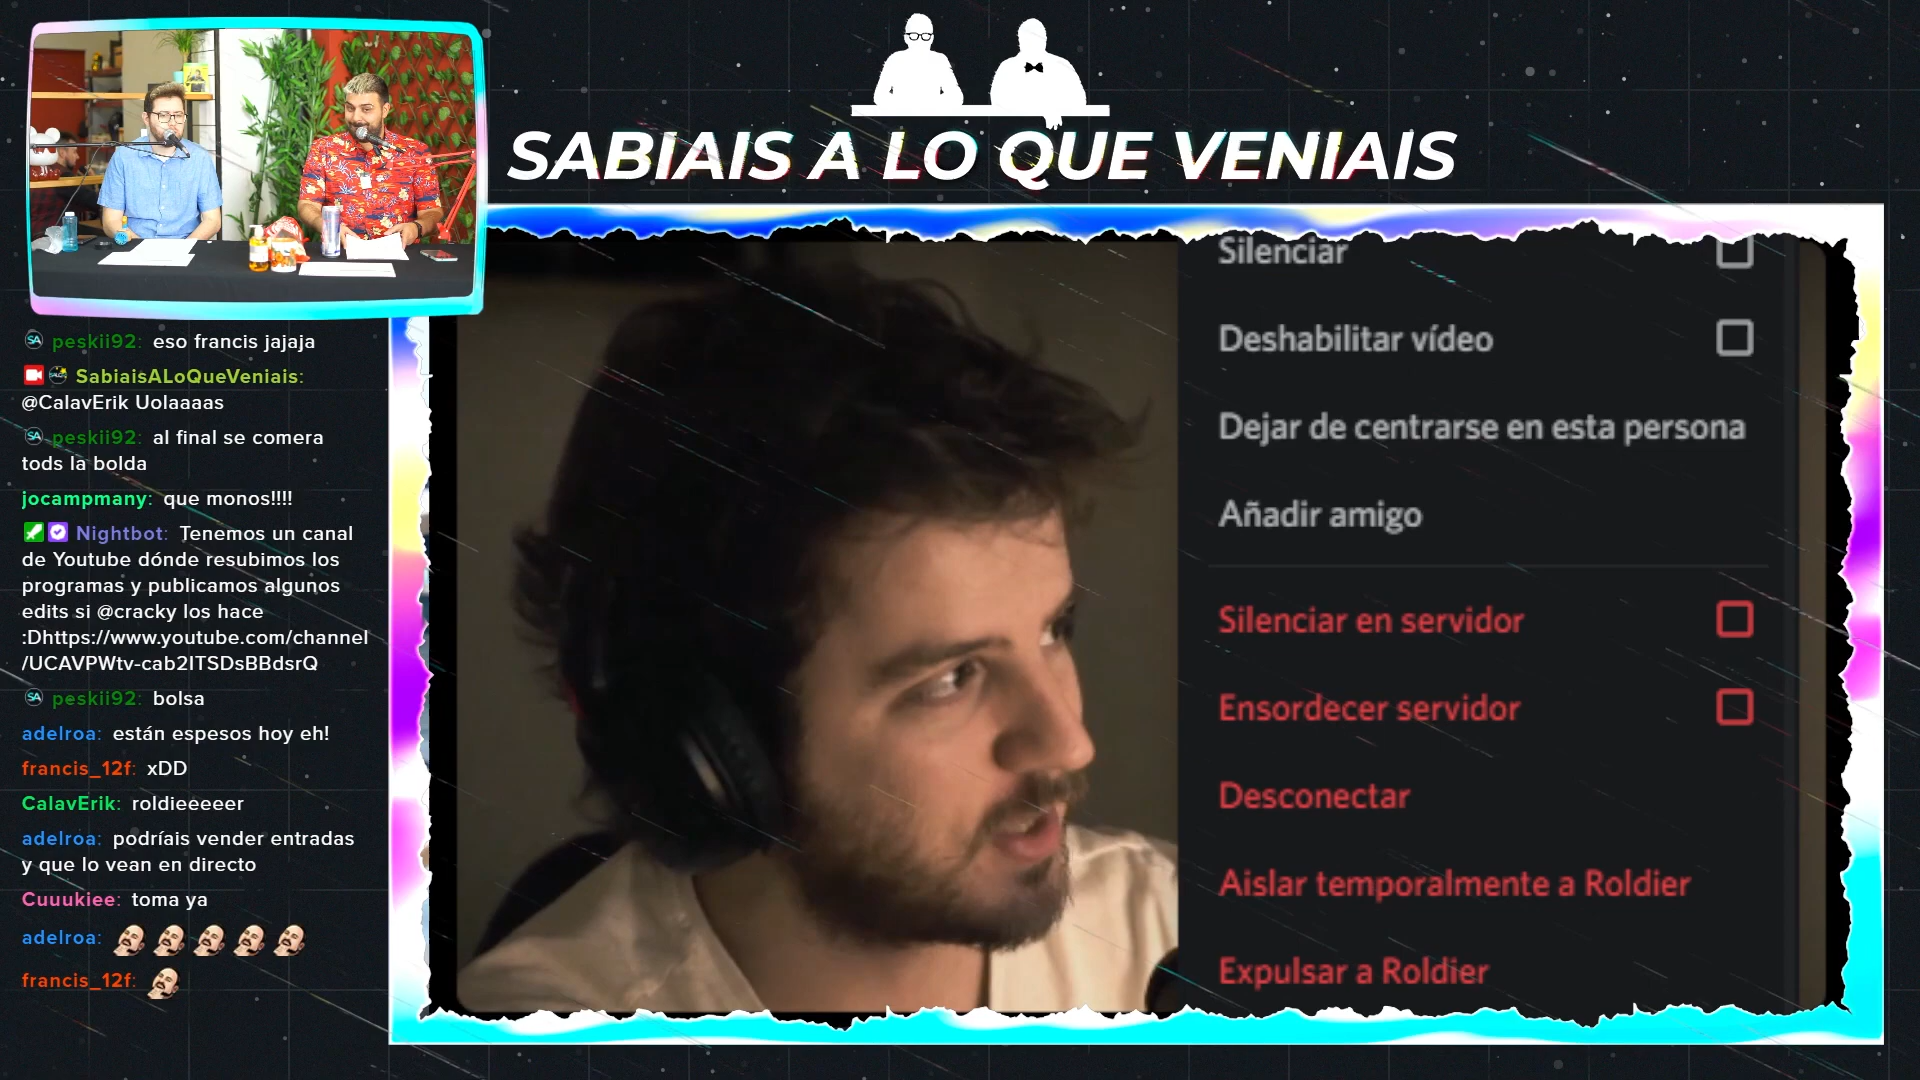 SABIAIS A LO QUE VENIAIS
Silenciar
Deshabilitar vídeo
Dejar de centrarse en esta persona
Añadir amigo
Silenciar en servidor
Ensordecer servidor
Desconectar
Aislar temporalmente a Roldier
Expulsar a Roldier
peskii92: eso francis jajaja
SabiaisALoQueVeniais:
@CalavErik Uolaaaas
peskii92: al final se comera
tods la bolda
jocampmany: que monos!!!!
Nightbot: Tenemos un canal
de Youtube dónde resubimos los
programas y publicamos algunos
edits si @cracky los hace
:Dhttps://www.youtube.com/channel
/UCAVPWtv-cab2ITSDsBBdsrQ
peskii92: bolsa
adelroa: están espesos hoy eh!
francis_12f: xDD
CalavErik: roldieeeeer
adelroa: podríais vender entradas
y que lo vean en directo
Cuuukiee: toma ya
adelroa:
francis_12f: